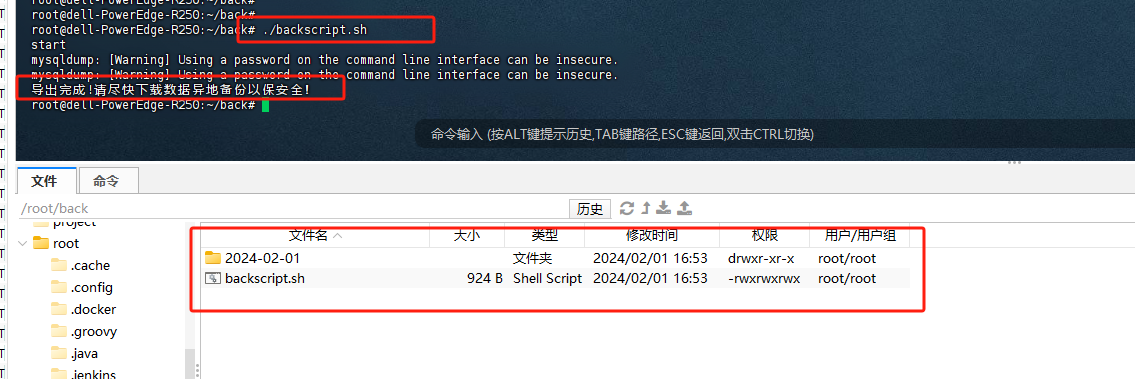 root@dell-PowerEdge-R250:~/back#
root@dell-PowerEdge-R250:~/back#
root@dell-PowerEdge-R250:~/back# ./backscript.sh
start
mysqldump: [Warning] Using a password on the command line interface can be insecure.
mysqldump: [Warning] Using a password on the command line interface can be insecure.
导出完成!请尽快下载数据异地备份以保安全!
root@dell-PowerEdge-R250:~/back#
命令输入 (按ALT键提示历史,TAB键路径,ESC键返回,双击CTRL切换)
文件 命令
/root/back 历史
project
root
.cache
.config
.docker
.groovy
.java
.jenkins
文件名 大小 类型 修改时间 权限 用户/用户组
2024-02-01 文件夹 2024/02/01 16:53 drwxr-xr-x root/root
backscript.sh 924 B Shell Script 2024/02/01 16:53 -rwxrwxrwx root/root